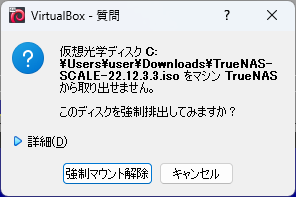 VirtualBox - 質問
仮想光学ディスク C:
¥Users¥user¥Downloads¥TrueNAS-
SCALE-22.12.3.3.iso をマシン TrueNAS
から取り出せません。
このディスクを強制排出してみますか？
詳細(D)
強制マウント解除
キャンセル